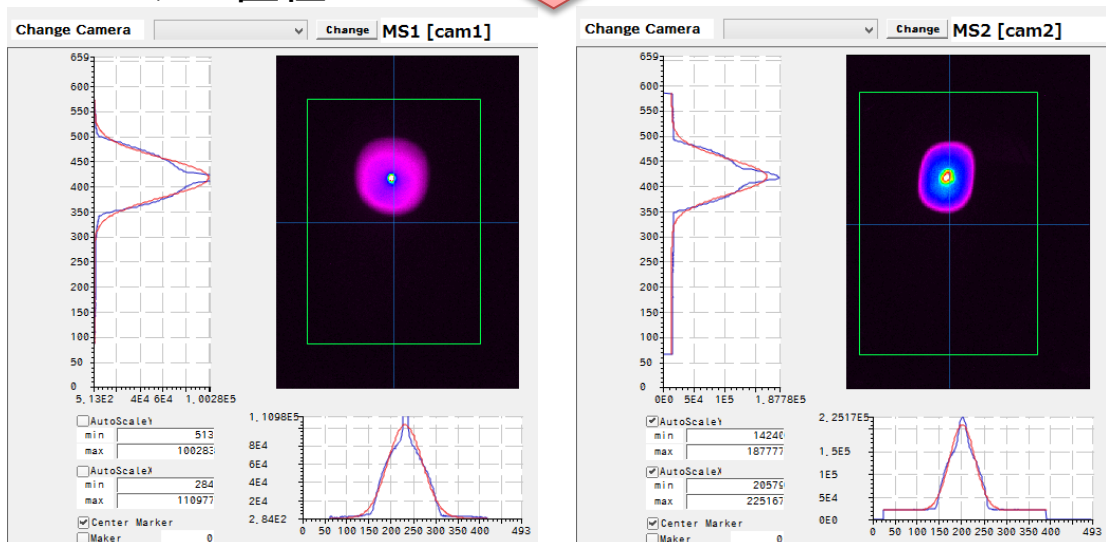 Change Camera Change MS1 [cam1]
659
600
550
500
450
400
350
300
250
200
150
100
50
0
5.13E2 4E4 6E4 1.0028E5
AutoScaleY
min 513
max 100283
AutoScaleX
min 284
max 110977
Center Marker
Maker 0
1.1098E5
8E4
6E4
4E4
2E4
2.84E2
0 50 100 150 200 250 300 350 400 493
Change Camera Change MS2 [cam2]
659
600
550
500
450
400
350
300
250
200
150
100
50
0
0E0 5E4 1E5 1.8778E5
AutoScaleY
min 14240
max 187777
AutoScaleX
min 20579
max 225167
Center Marker
Maker 0
2.2517E5
1.5E5
1E5
5E4
0E0
0 50 100 150 200 250 300 350 400 493